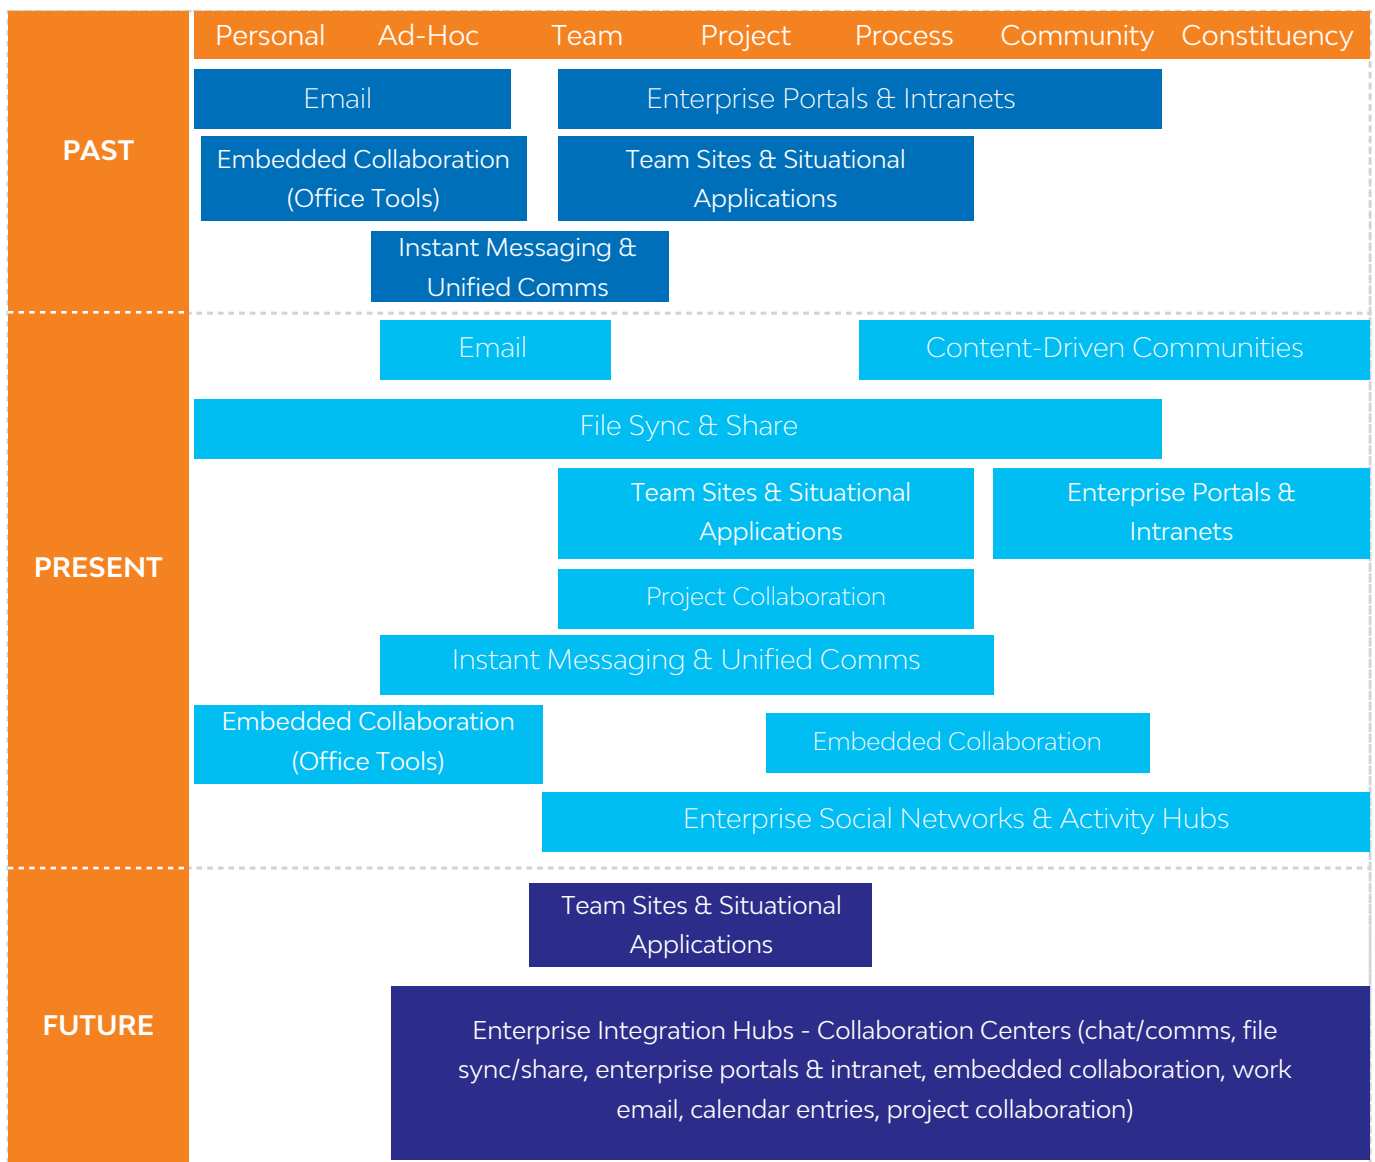 Personal Ad-Hoc Team Project Process Community Constituency
PAST
Email
Enterprise Portals & Intranets
Embedded Collaboration
(Office Tools)
Team Sites & Situational
Applications
Instant Messaging &
Unified Comms
PRESENT
Email
Content-Driven Communities
File Sync & Share
Team Sites & Situational
Applications
Enterprise Portals &
Intranets
Project Collaboration
Instant Messaging & Unified Comms
Embedded Collaboration
(Office Tools)
Embedded Collaboration
Enterprise Social Networks & Activity Hubs
FUTURE
Team Sites & Situational
Applications
Enterprise Integration Hubs - Collaboration Centers (chat/comms, file
sync/share, enterprise portals & intranet, embedded collaboration, work
email, calendar entries, project collaboration)